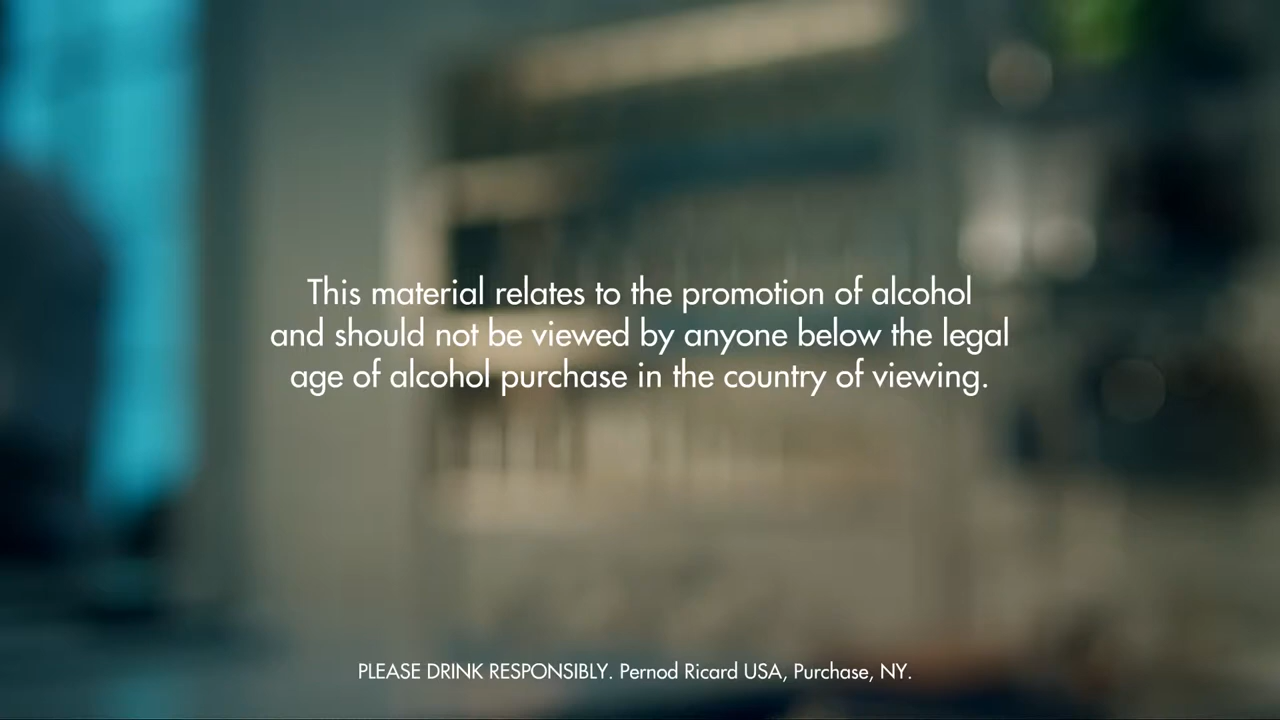 This material relates to the promotion of alcohol
and should not be viewed by anyone below the legal
age of alcohol purchase in the country of viewing.
PLEASE DRINK RESPONSIBLY. Pernod Ricard USA, Purchase, NY.